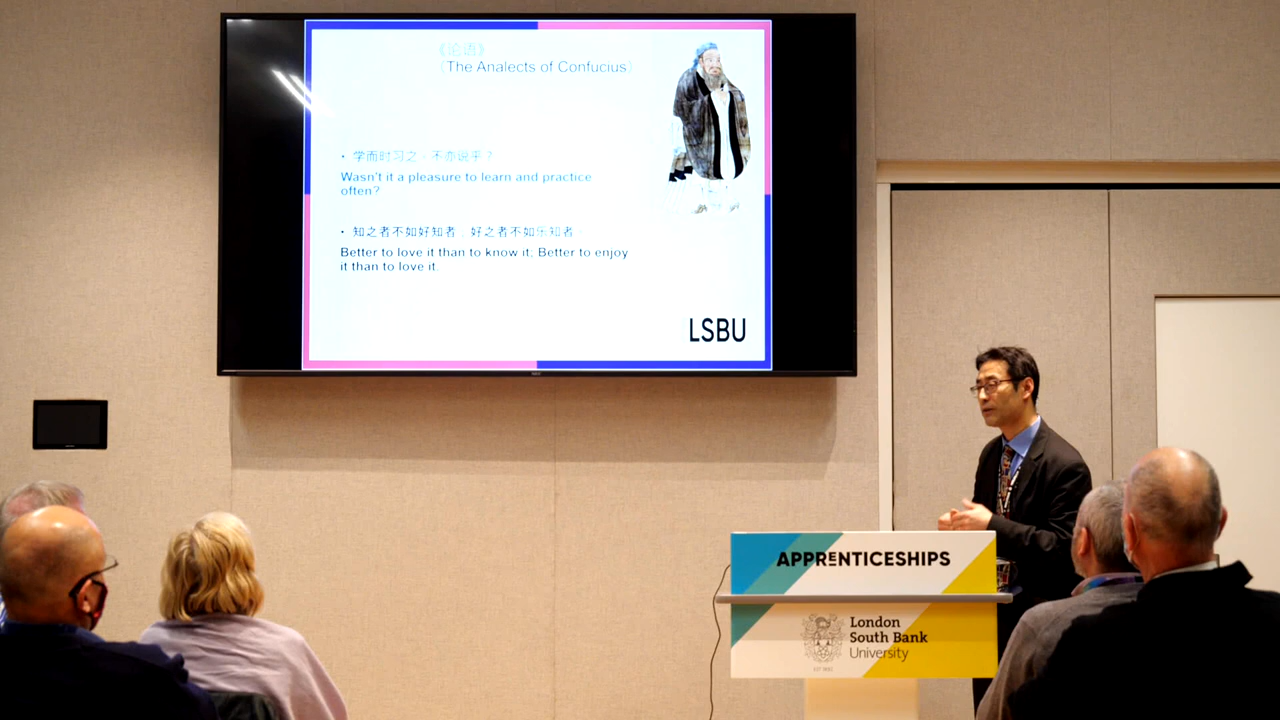 《论语》
(The Analects of Confucius)
• 学而时习之，不亦说乎？
Wasn't it a pleasure to learn and practice
often?
• 知之者不如好知者，好之者不如乐知者。
Better to love it than to know it; Better to enjoy
it than to love it.
LSBU
APPRENTICESHIPS
London
South Bank
University